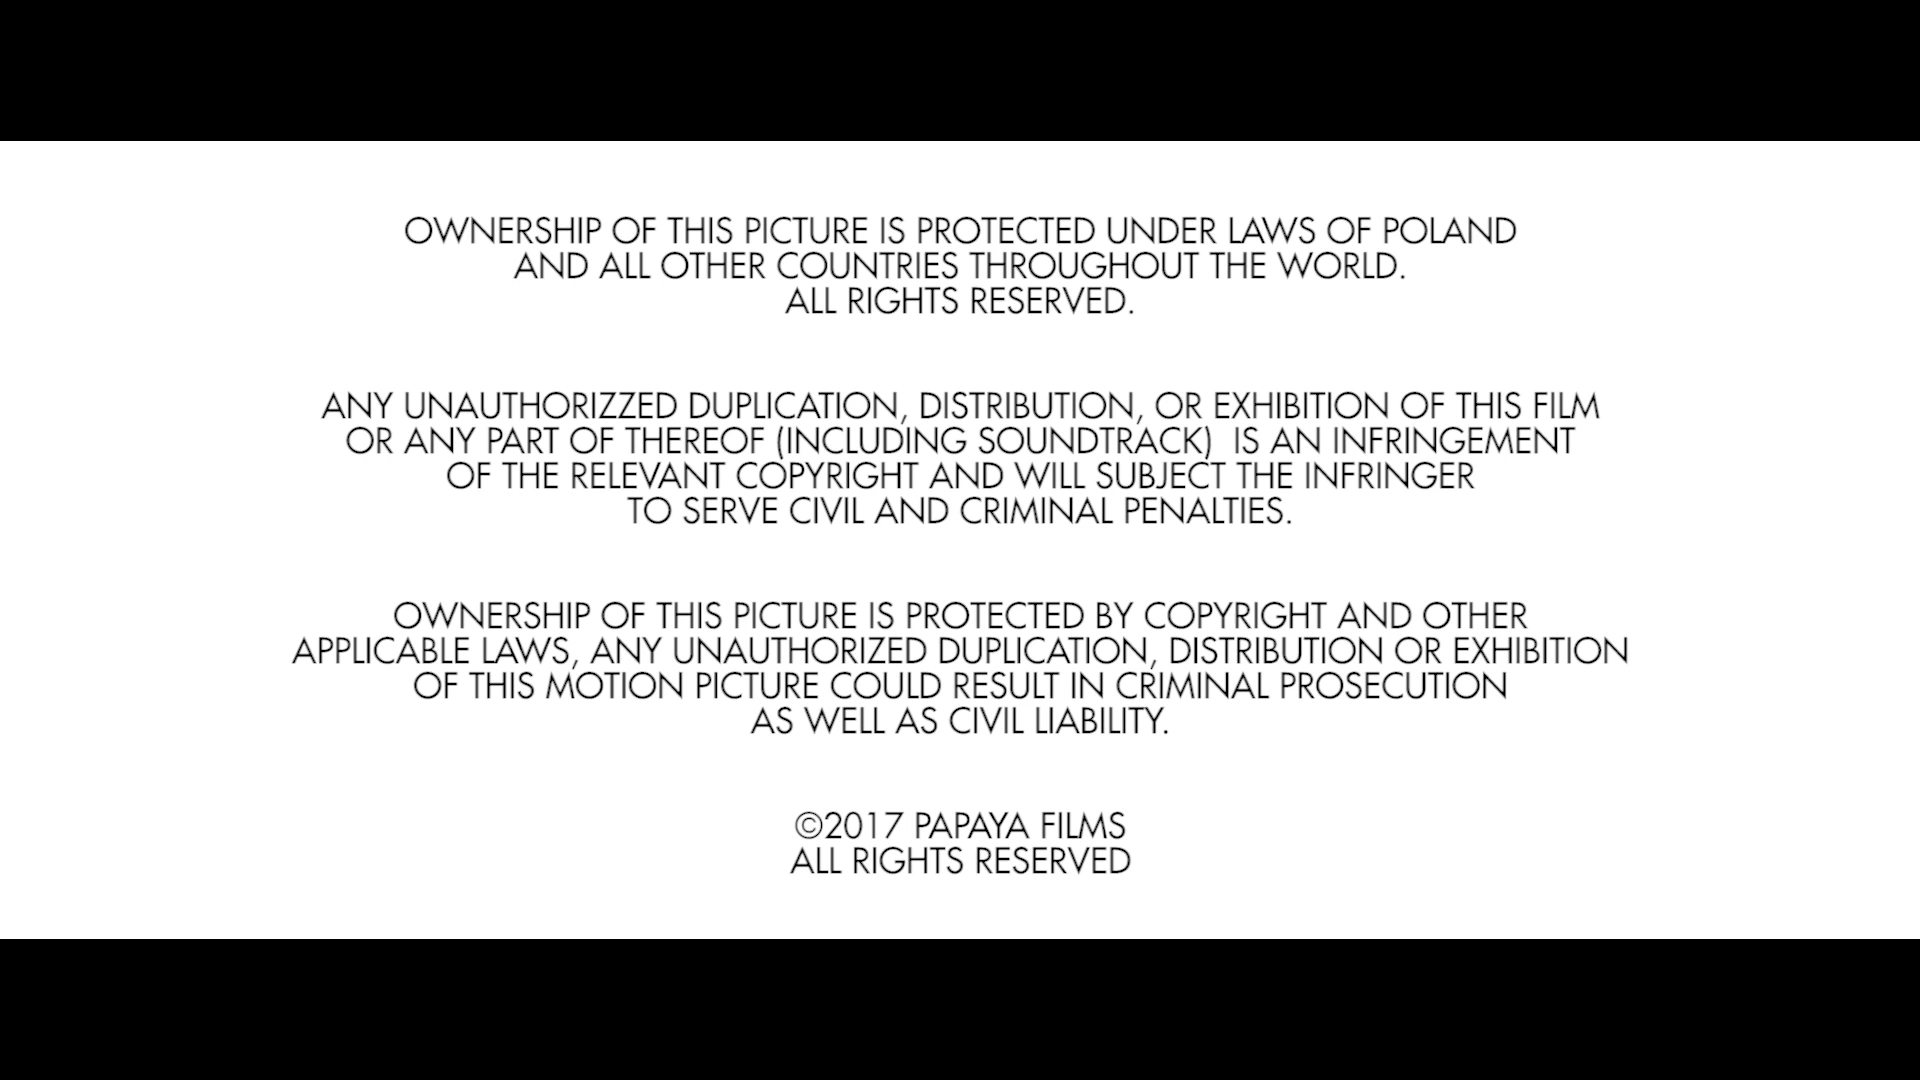 OWNERSHIP OF THIS PICTURE IS PROTECTED UNDER LAWS OF POLAND
AND ALL OTHER COUNTRIES THROUGHOUT THE WORLD.
ALL RIGHTS RESERVED.
ANY UNAUTHORIZZED DUPLICATION, DISTRIBUTION, OR EXHIBITION OF THIS FILM
OR ANY PART OF THEREOF (INCLUDING SOUNDTRACK)  IS AN INFRINGEMENT
OF THE RELEVANT COPYRIGHT AND WILL SUBJECT THE INFRINGER
TO SERVE CIVIL AND CRIMINAL PENALTIES.
OWNERSHIP OF THIS PICTURE IS PROTECTED BY COPYRIGHT AND OTHER
APPLICABLE LAWS, ANY UNAUTHORIZED DUPLICATION, DISTRIBUTION OR EXHIBITION
OF THIS MOTION PICTURE COULD RESULT IN CRIMINAL PROSECUTION
AS WELL AS CIVIL LIABILITY.
©2017 PAPAYA FILMS
ALL RIGHTS RESERVED